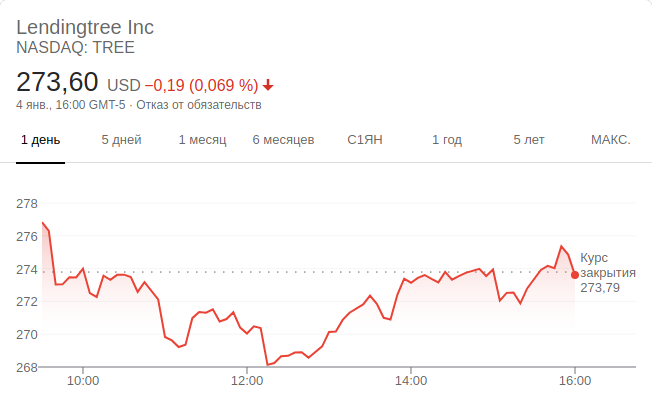 Lendingtree Inc
NASDAQ: TREE
273,60 USD −0,19 (0,069 %)
4 янв., 16:00 GMT-5 · Отказ от обязательств
1 день 5 дней 1 месяц 6 месяцев С1ЯН 1 год 5 лет МАКС.
278
276
274
272
270
268
Курс
закрытия
273,79
10:00 12:00 14:00 16:00